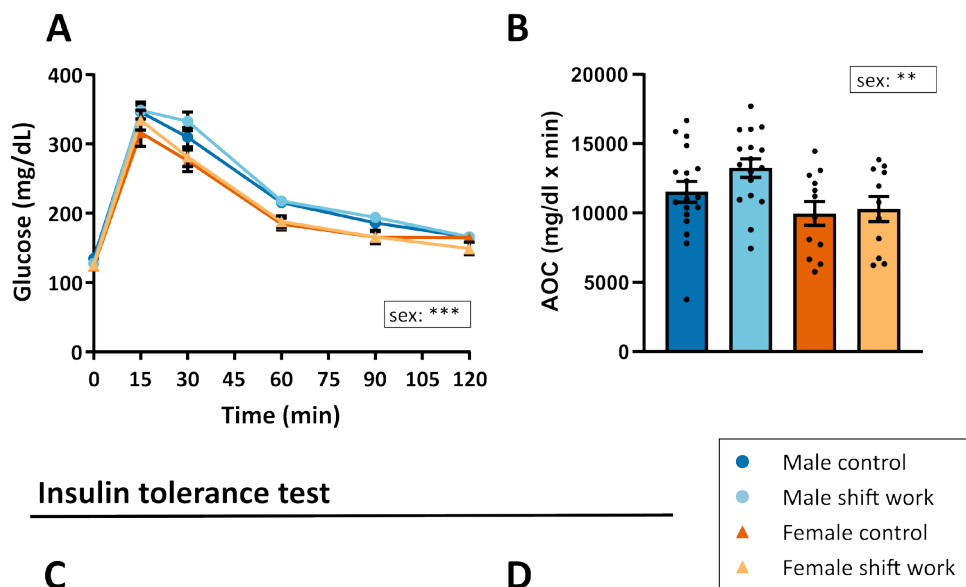 A
Glucose (mg/dL)
400
300
200
100
0
0 15 30 45 60 75 90 105 120
Time (min)
sex: ***
B
AOC (mg/dl x min)
20000
15000
10000
5000
0
sex: **
Insulin tolerance test
Male control
Male shift work
Female control
Female shift work
C
D